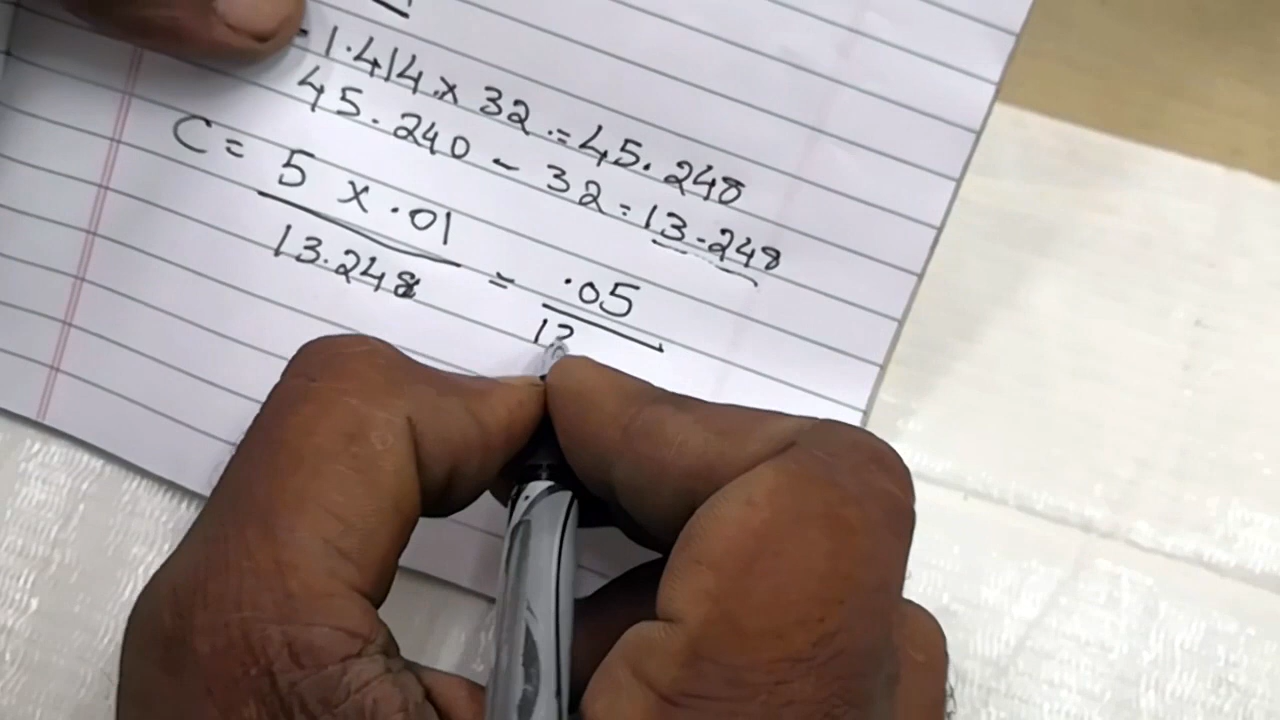 1.414 x 32 = 45.248
45.240 - 32 = 13.248
C = 5 x .01 = .05
13.248 13